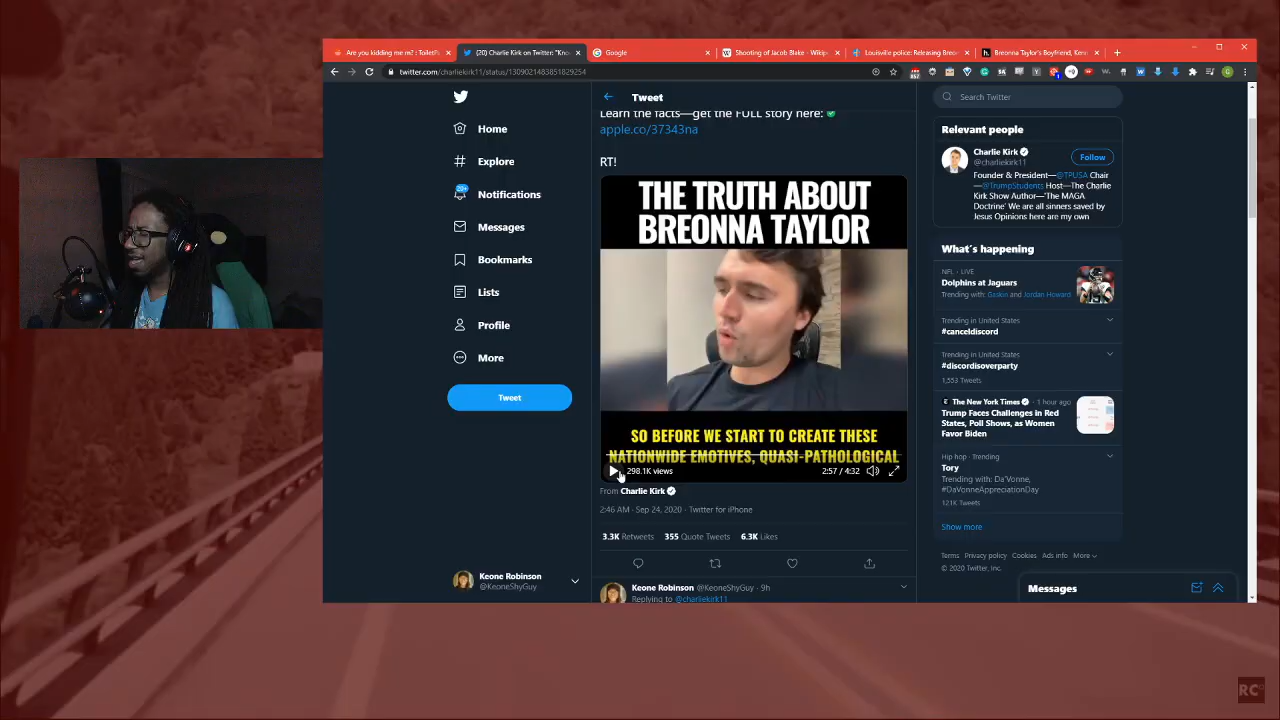 Are you kidding me rn? : ToiletP
(20) Charlie Kirk on Twitter: "Kno
Google
Shooting of Jacob Blake - Wikip
Louisville police: Releasing Breon
Breonna Taylor's Boyfriend, Kenn
twitter.com/charliekirk11/status/1309021483851829254
Tweet
Search Twitter
Home
Explore
20+
Notifications
Messages
Bookmarks
Lists
Profile
More
Tweet
Keone Robinson
@KeoneShyGuy
Learn the facts—get the FULL story here:
apple.co/37343na
RT!
THE TRUTH ABOUT
BREONNA TAYLOR
SO BEFORE WE START TO CREATE THESE
NATIONWIDE EMOTIVES, QUASI-PATHOLOGICAL
298.1K views
2:57 / 4:32
From Charlie Kirk
2:46 AM · Sep 24, 2020 · Twitter for iPhone
3.3K Retweets 355 Quote Tweets 6.3K Likes
Keone Robinson @KeoneShyGuy · 9h
Replying to @charliekirk11
Relevant people
Charlie Kirk
@charliekirk11
Follow
Founder & President—@TPUSA Chair
—@TrumpStudents Host—The Charlie
Kirk Show Author—'The MAGA
Doctrine' We are all sinners saved by
Jesus Opinions here are my own
What's happening
NFL · LIVE
Dolphins at Jaguars
Trending with: Gaskin and Jordan Howard
Trending in United States
#canceldiscord
Trending in United States
#discordisoverparty
1,553 Tweets
The New York Times · 1 hour ago
Trump Faces Challenges in Red
States, Poll Shows, as Women
Favor Biden
Hip hop · Trending
Tory
Trending with: Da'Vonne,
#DaVonneAppreciationDay
121K Tweets
Show more
Terms Privacy policy Cookies Ads info More
© 2020 Twitter, Inc.
Messages
RC